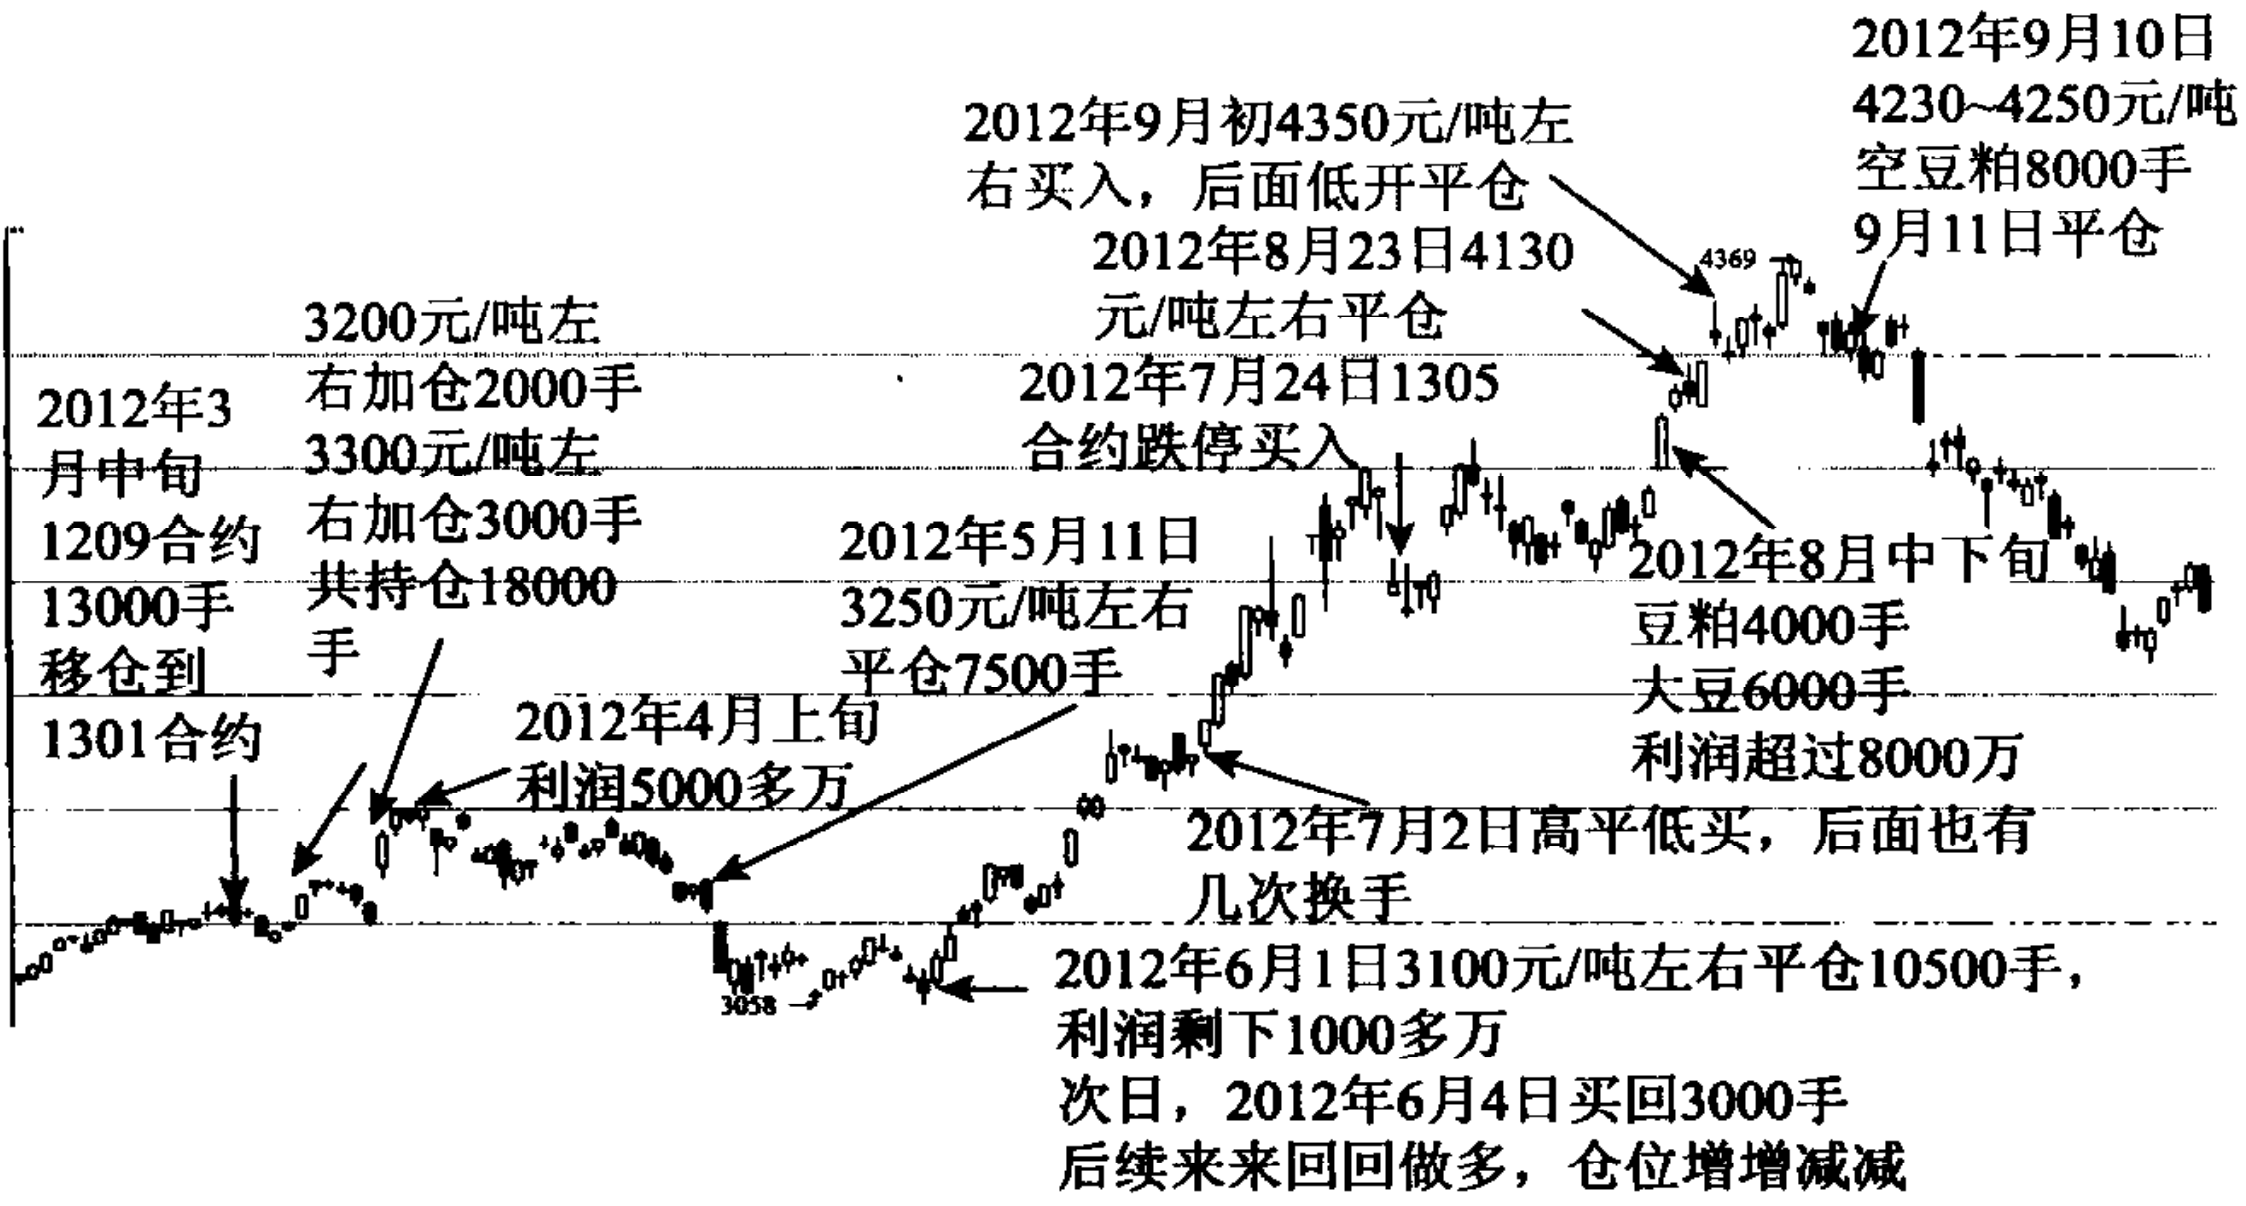 2012年3
月中旬
1209合约
13000手
移仓到
1301合约
3200元/吨左
右加仓2000手
3300元/吨左
右加仓3000手
共持仓18000
手
2012年4月上旬
利润5000多万
2012年5月11日
3250元/吨左右
平仓7500手
3058
2012年6月1日3100元/吨左右平仓10500手，
利润剩下1000多万
次日，2012年6月4日买回3000手
后续来来回回做多，仓位增增减减
2012年7月2日高平低买，后面也有
几次换手
2012年7月24日1305
合约跌停买入
2012年8月中下旬
豆粕4000手
大豆6000手
利润超过8000万
2012年8月23日4130
元/吨左右平仓
2012年9月初4350元/吨左
右买入，后面低开平仓
4369
2012年9月10日
4230~4250元/吨
空豆粕8000手
9月11日平仓